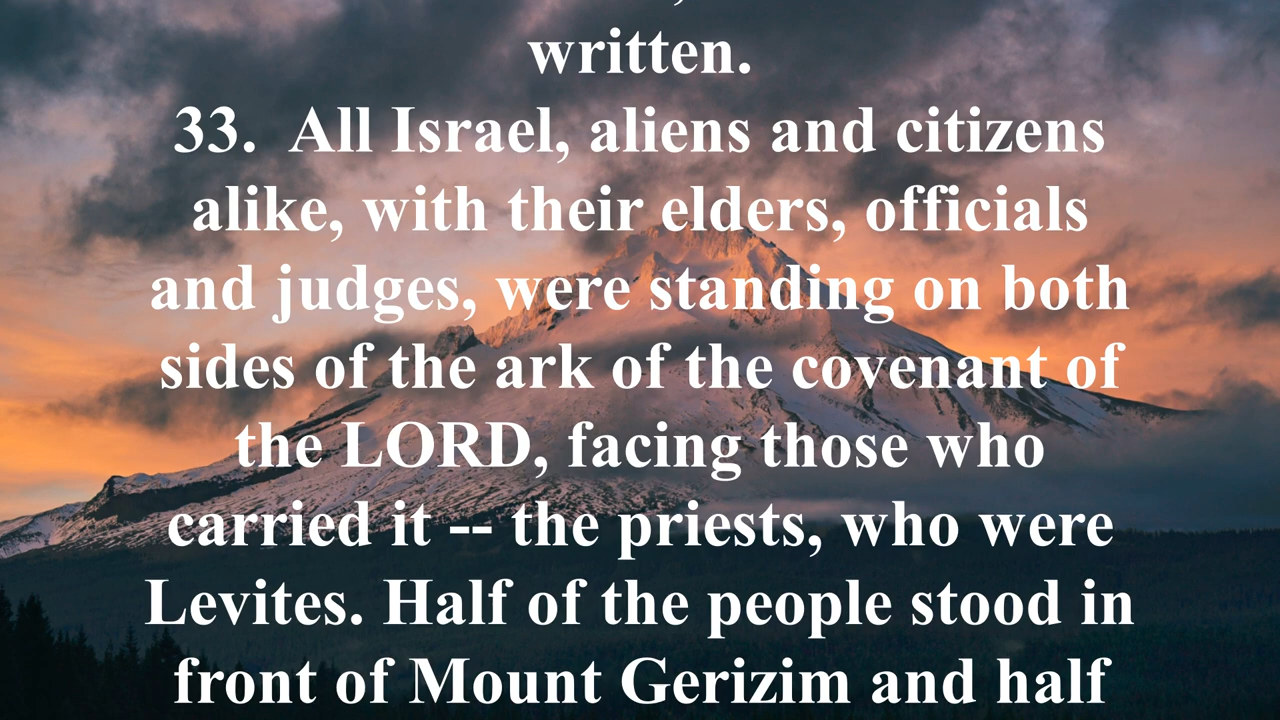 written.
33. All Israel, aliens and citizens
alike, with their elders, officials
and judges, were standing on both
sides of the ark of the covenant of
the LORD, facing those who
carried it -- the priests, who were
Levites. Half of the people stood in
front of Mount Gerizim and half